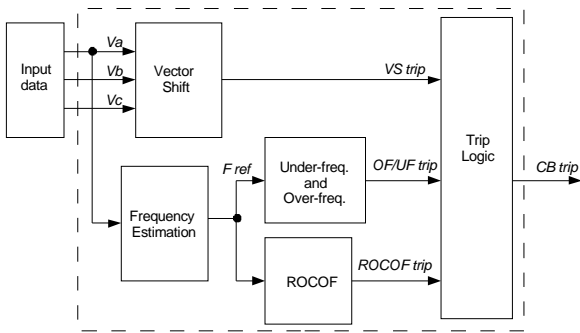 Input
data
Va
Vb
Vc
Vector
Shift
VS trip
Trip
Logic
CB trip
Frequency
Estimation
F ref
Under-freq.
and
Over-freq.
OF/UF trip
ROCOF
ROCOF trip